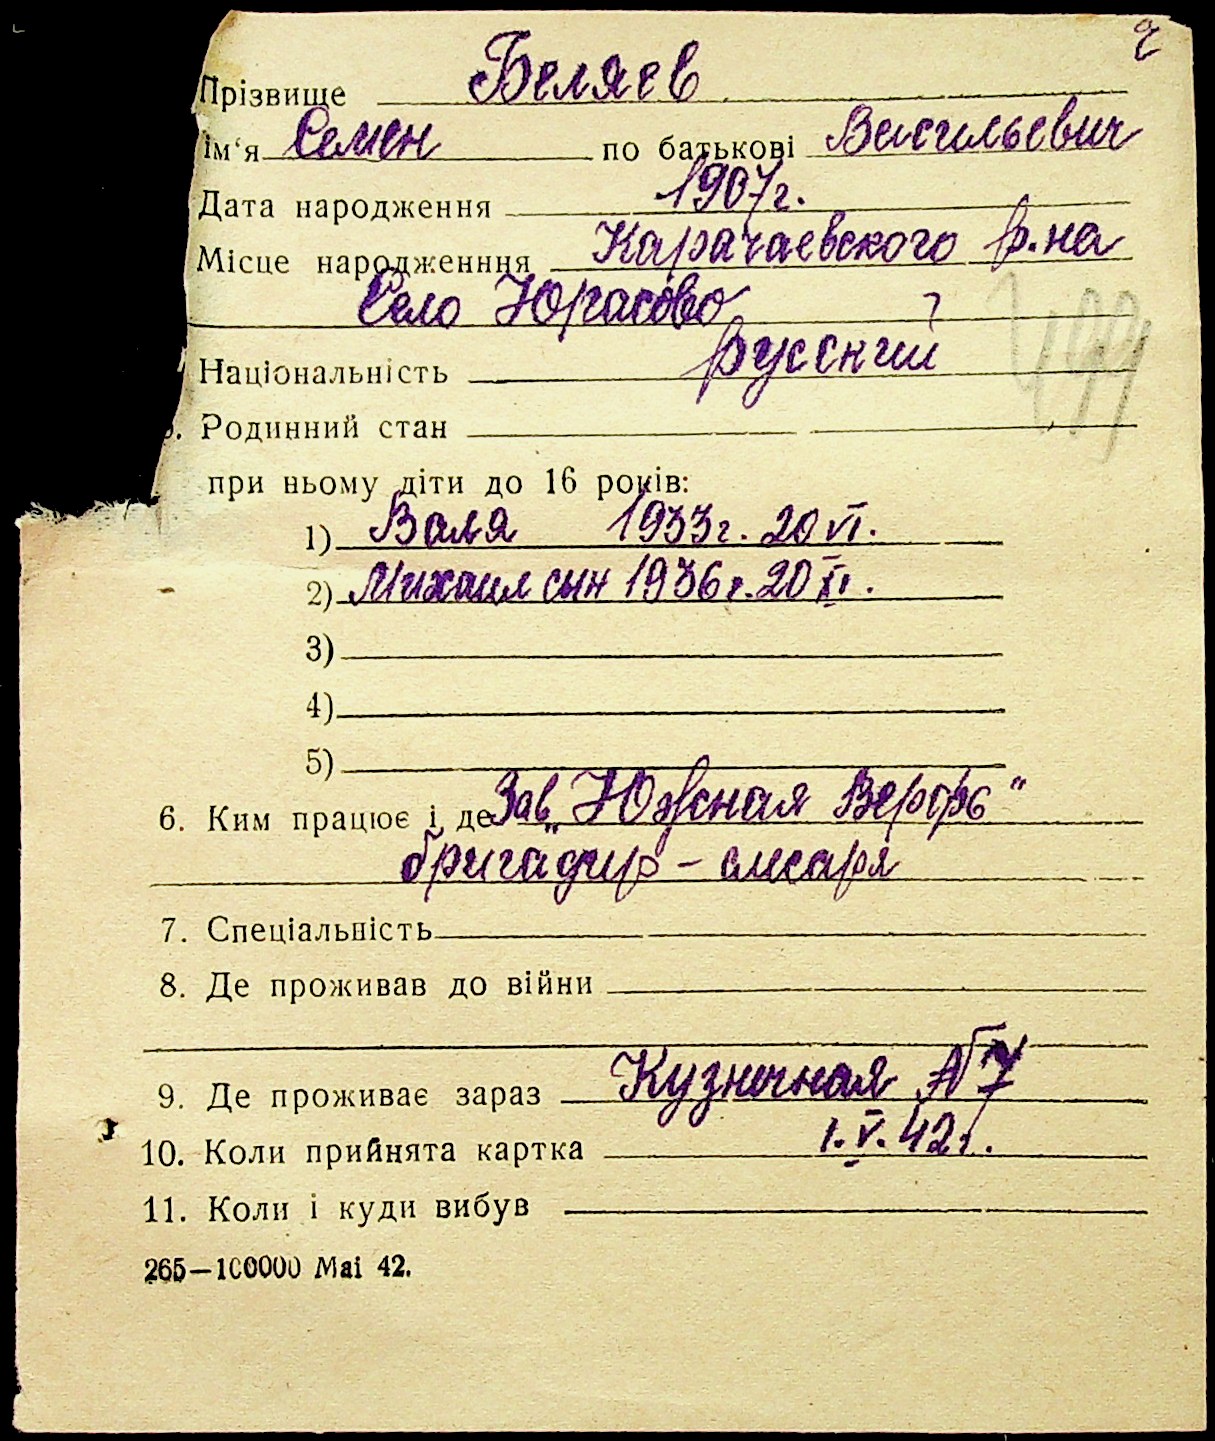 Прізвище Беляев
ім'я Семен по батькові Васильевич
Дата народження 1907г.
Місце народженння Карачаевского р.на
Село Юрасово
Національність русский
Родинний стан
при ньому діти до 16 років:
1) Валя 1933г. 20 VI.
2) Михаил сын 1936г. 20 XI.
3)
4)
5)
6. Ким працює і де Зав. „Южная Верфь"
бригадир - слесаря
7. Спеціальність
8. Де проживав до війни
9. Де проживає зараз Кузнечная № 7
10. Коли прийнята картка 1. V. 42г.
11. Коли і куди вибув
265—100000 Mai 42.